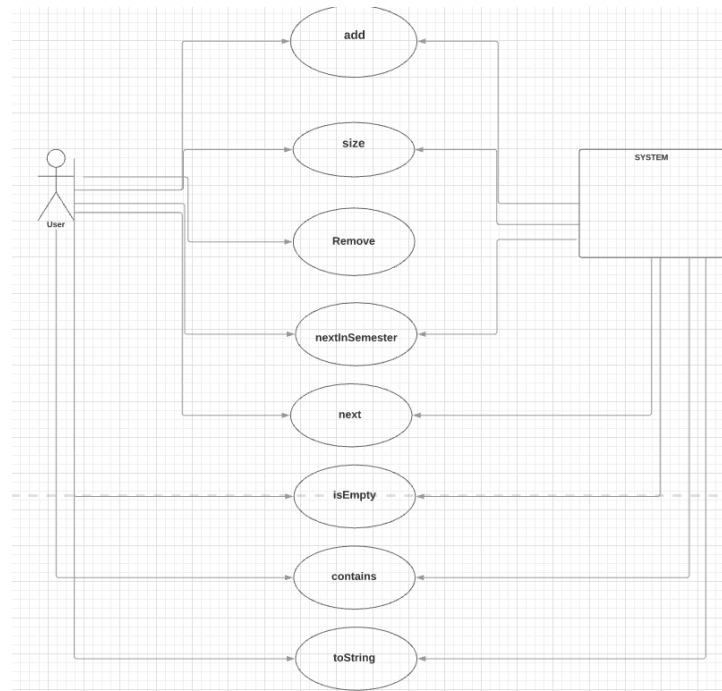 add
size
SYSTEM
User
Remove
nextInSemester
next
isEmpty
contains
toString